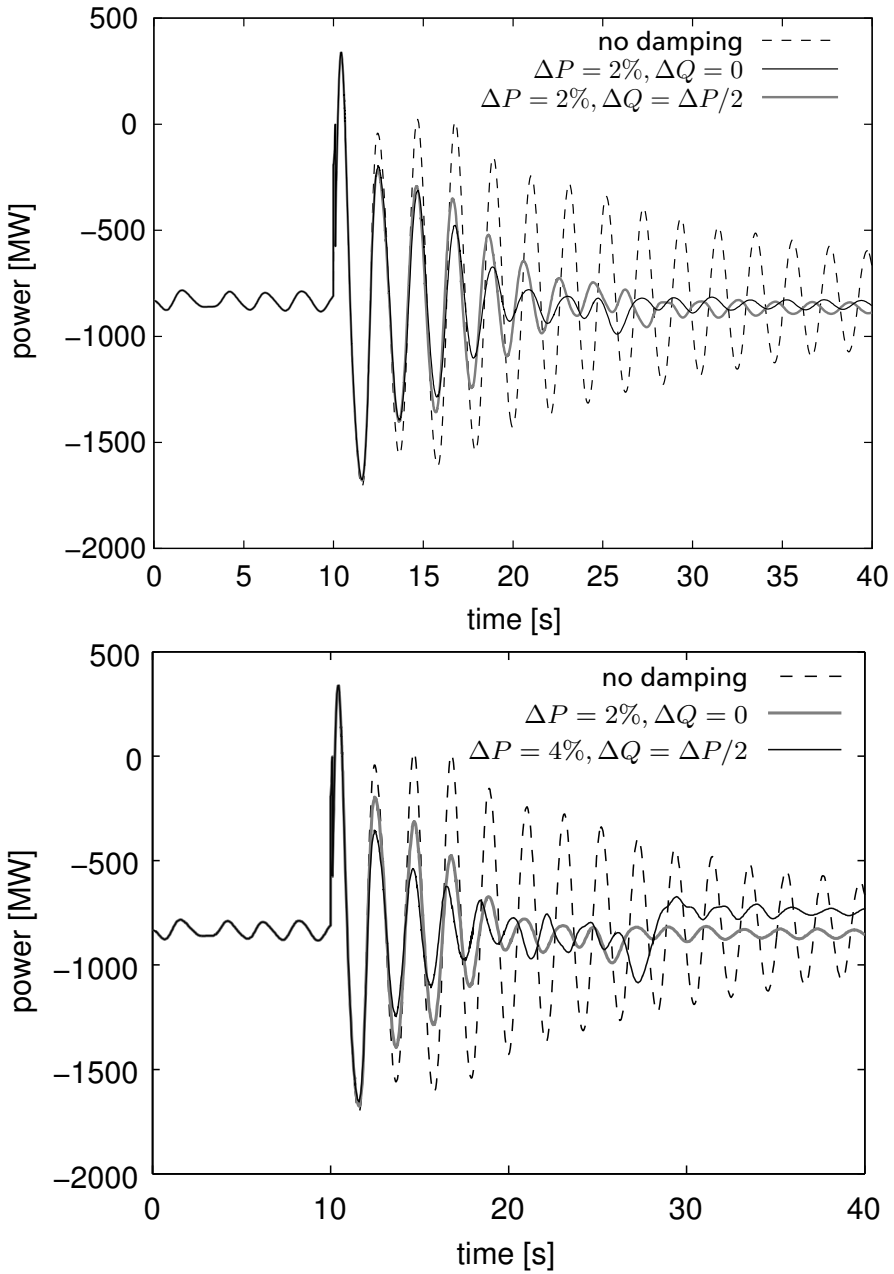 500
0
−500
−1000
−1500
−2000
power [MW]
no damping
ΔP = 2%, ΔQ = 0
ΔP = 2%, ΔQ = ΔP/2
0 5 10 15 20 25 30 35 40
time [s]
500
0
−500
−1000
−1500
−2000
power [MW]
no damping
ΔP = 2%, ΔQ = 0
ΔP = 4%, ΔQ = ΔP/2
0 10 20 30 40
time [s]